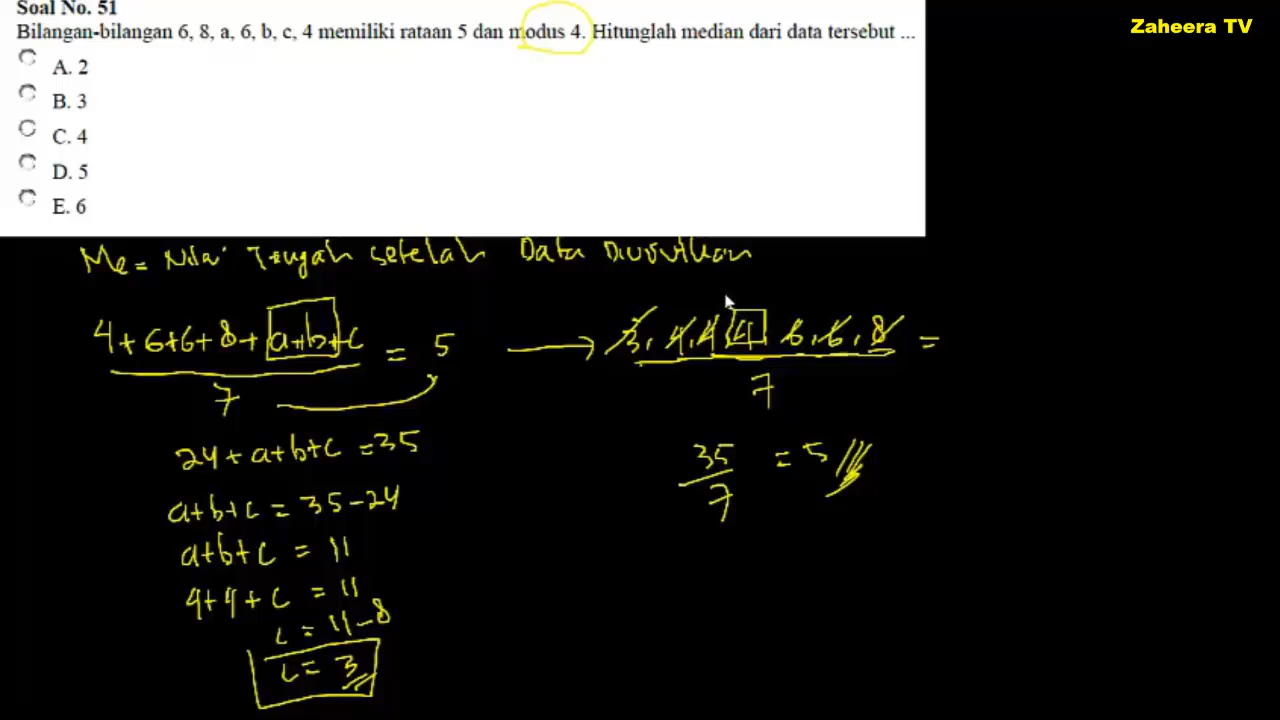 Soal No. 51
Zaheera TV
Bilangan-bilangan 6, 8, a, 6, b, c, 4 memiliki rataan 5 dan modus 4. Hitunglah median dari data tersebut ...
A. 2
B. 3
C. 4
D. 5
E. 6
Me = Nilai Tengah setelah Data Diurutkan
4 + 6 + 6 + 8 + a + b + c = 5 → 3, 4, 4, 4, 6, 6, 8 =
7 7
24 + a + b + c = 35
35 = 5
7
a + b + c = 35 - 24
a + b + c = 11
4 + 4 + c = 11
c = 11 - 8
c = 3